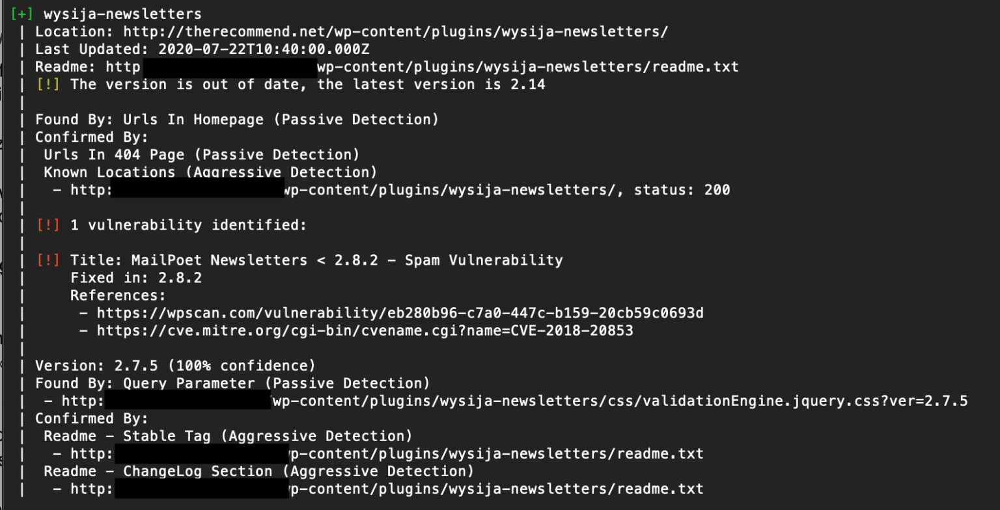 [+] wysija-newsletters
| Location: http://therecommend.net/wp-content/plugins/wysija-newsletters/
| Last Updated: 2020-07-22T10:40:00.000Z
| Readme: http wp-content/plugins/wysija-newsletters/readme.txt
| [!] The version is out of date, the latest version is 2.14
|
| Found By: Urls In Homepage (Passive Detection)
| Confirmed By:
|  Urls In 404 Page (Passive Detection)
|  Known Locations (Aggressive Detection)
|   - http: wp-content/plugins/wysija-newsletters/, status: 200
|
| [!] 1 vulnerability identified:
|
| [!] Title: MailPoet Newsletters < 2.8.2 - Spam Vulnerability
|     Fixed in: 2.8.2
|     References:
|      - https://wpscan.com/vulnerability/eb280b96-c7a0-447c-b159-20cb59c0693d
|      - https://cve.mitre.org/cgi-bin/cvename.cgi?name=CVE-2018-20853
|
| Version: 2.7.5 (100% confidence)
| Found By: Query Parameter (Passive Detection)
|  - http: /wp-content/plugins/wysija-newsletters/css/validationEngine.jquery.css?ver=2.7.5
| Confirmed By:
|  Readme - Stable Tag (Aggressive Detection)
|   - http: p-content/plugins/wysija-newsletters/readme.txt
|  Readme - ChangeLog Section (Aggressive Detection)
|   - http: p-content/plugins/wysija-newsletters/readme.txt